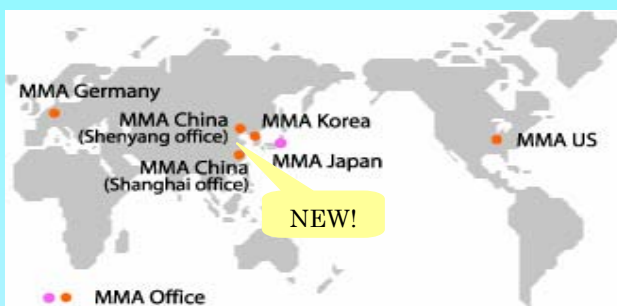 MMA Germany
MMA China
(Shenyang office)
MMA Korea
MMA China
(Shanghai office)
MMA Japan
MMA US
NEW!
MMA Office